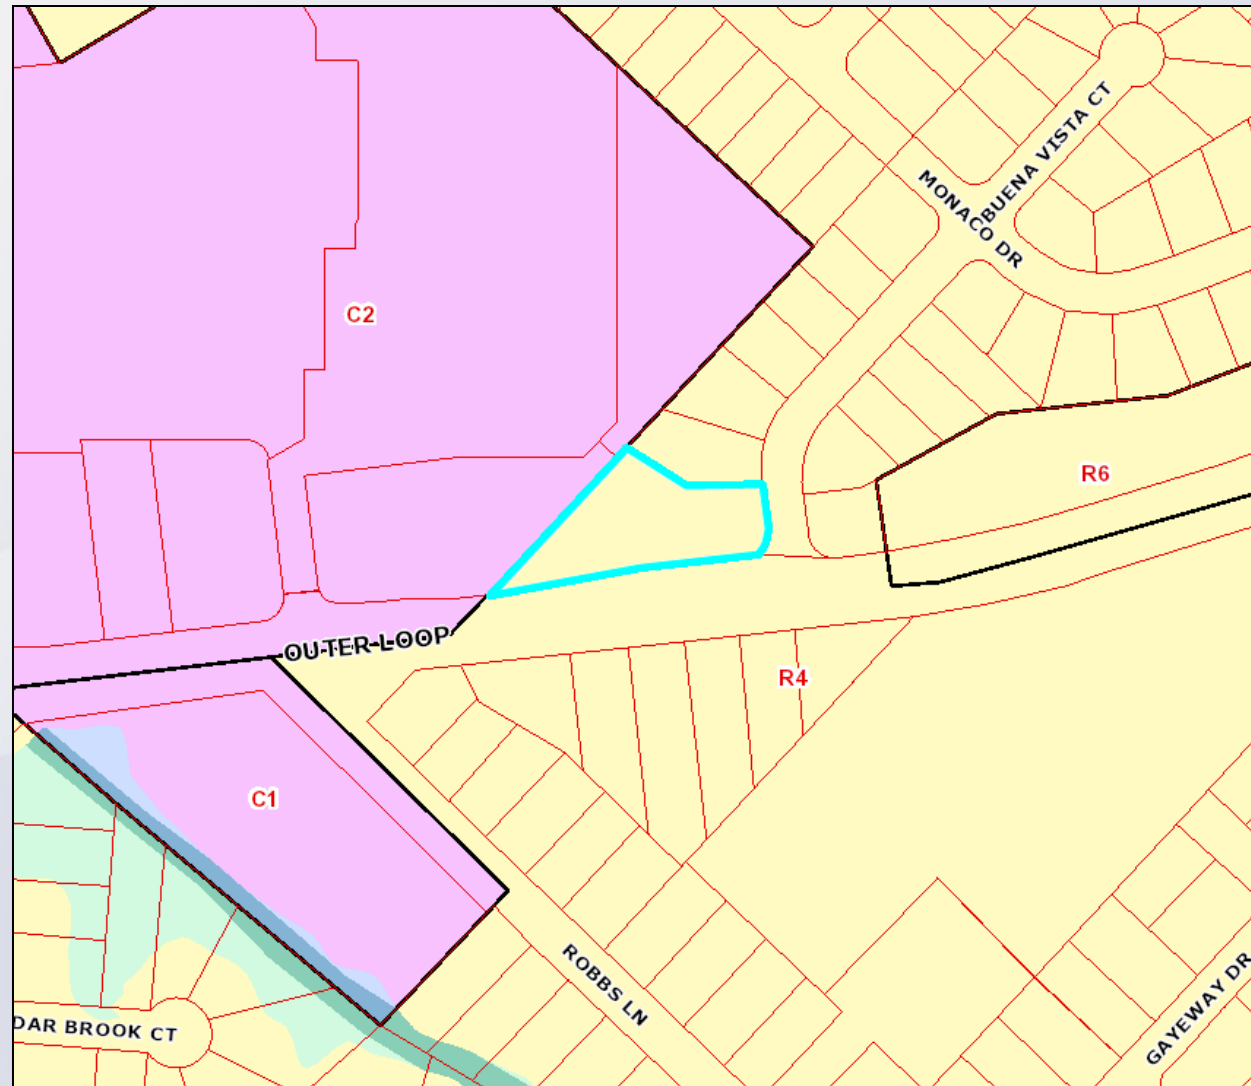 BUENA VISTA CT
MONACO DR
C2
R6
OUTER LOOP
R4
C1
ROBBS LN
GAYEWAY DR
DAR BROOK CT